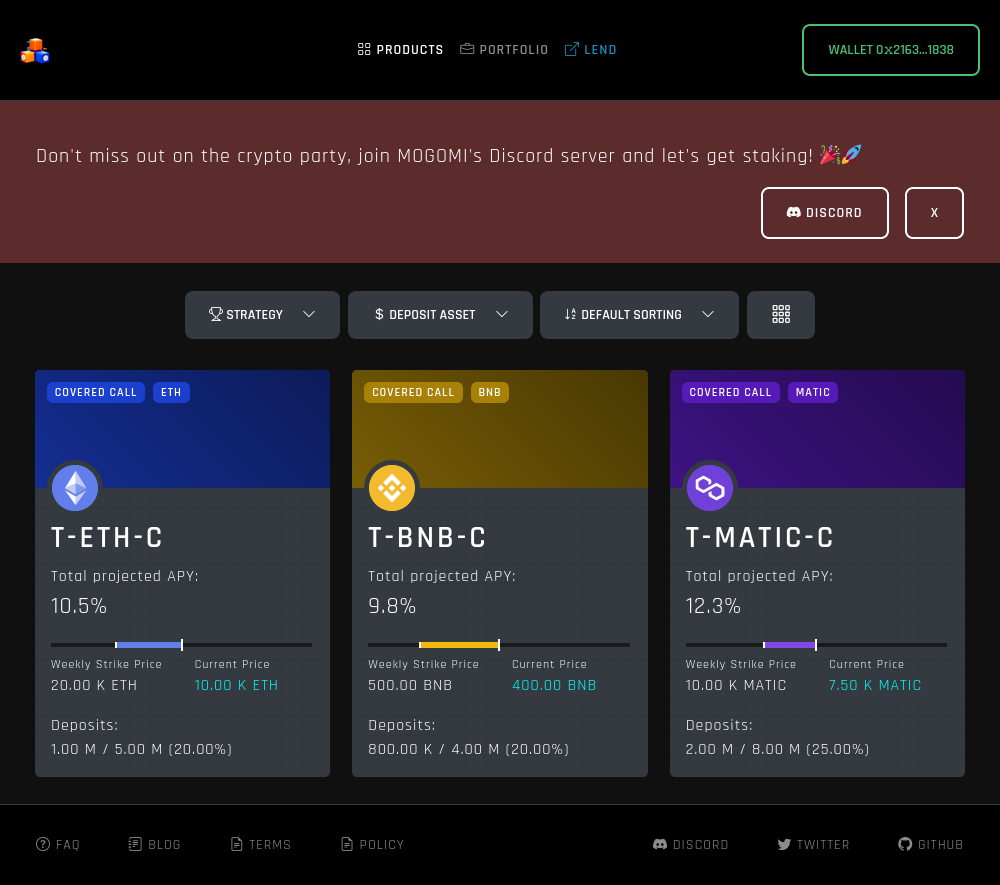 PRODUCTS PORTFOLIO LEND WALLET 0x2163...1838
Don't miss out on the crypto party, join MOGOMI's Discord server and let's get staking! 🎉🚀
DISCORD X
STRATEGY $ DEPOSIT ASSET DEFAULT SORTING
COVERED CALL ETH
T-ETH-C
Total projected APY:
10.5%
Weekly Strike Price Current Price
20.00 K ETH 10.00 K ETH
Deposits:
1.00 M / 5.00 M (20.00%)
COVERED CALL BNB
T-BNB-C
Total projected APY:
9.8%
Weekly Strike Price Current Price
500.00 BNB 400.00 BNB
Deposits:
800.00 K / 4.00 M (20.00%)
COVERED CALL MATIC
T-MATIC-C
Total projected APY:
12.3%
Weekly Strike Price Current Price
10.00 K MATIC 7.50 K MATIC
Deposits:
2.00 M / 8.00 M (25.00%)
FAQ BLOG TERMS POLICY DISCORD TWITTER GITHUB